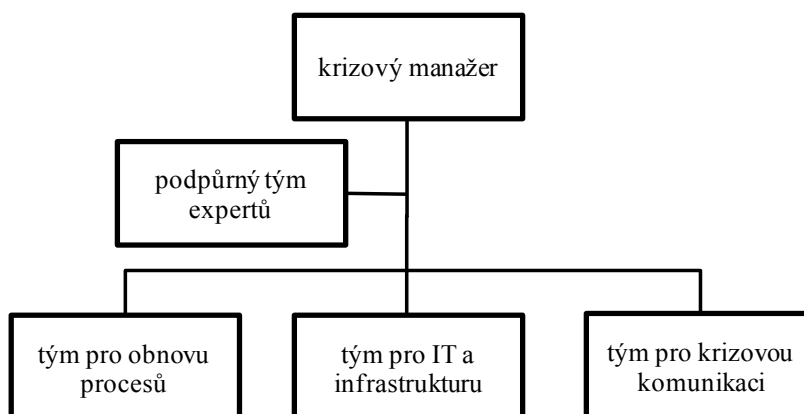 krizový manažer
podpůrný tým
expertů
tým pro obnovu
procesů
tým pro IT a
infrastrukturu
tým pro krizovou
komunikaci